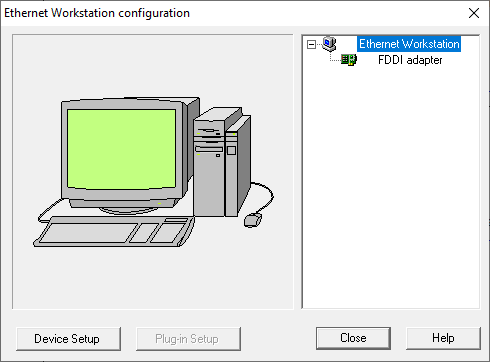 Ethernet Workstation configuration
Ethernet Workstation
FDDI adapter
Device Setup
Plug-in Setup
Close
Help